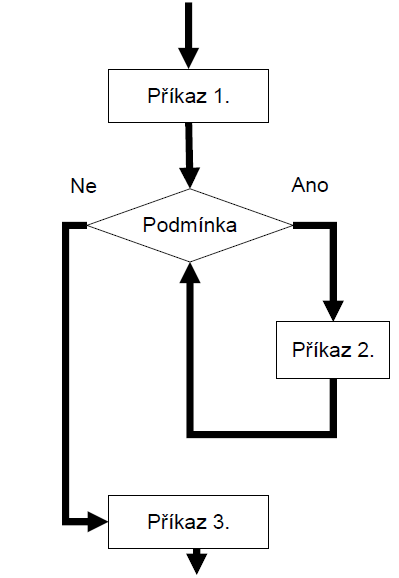 Příkaz 1.
Ne
Ano
Podmínka
Příkaz 2.
Příkaz 3.